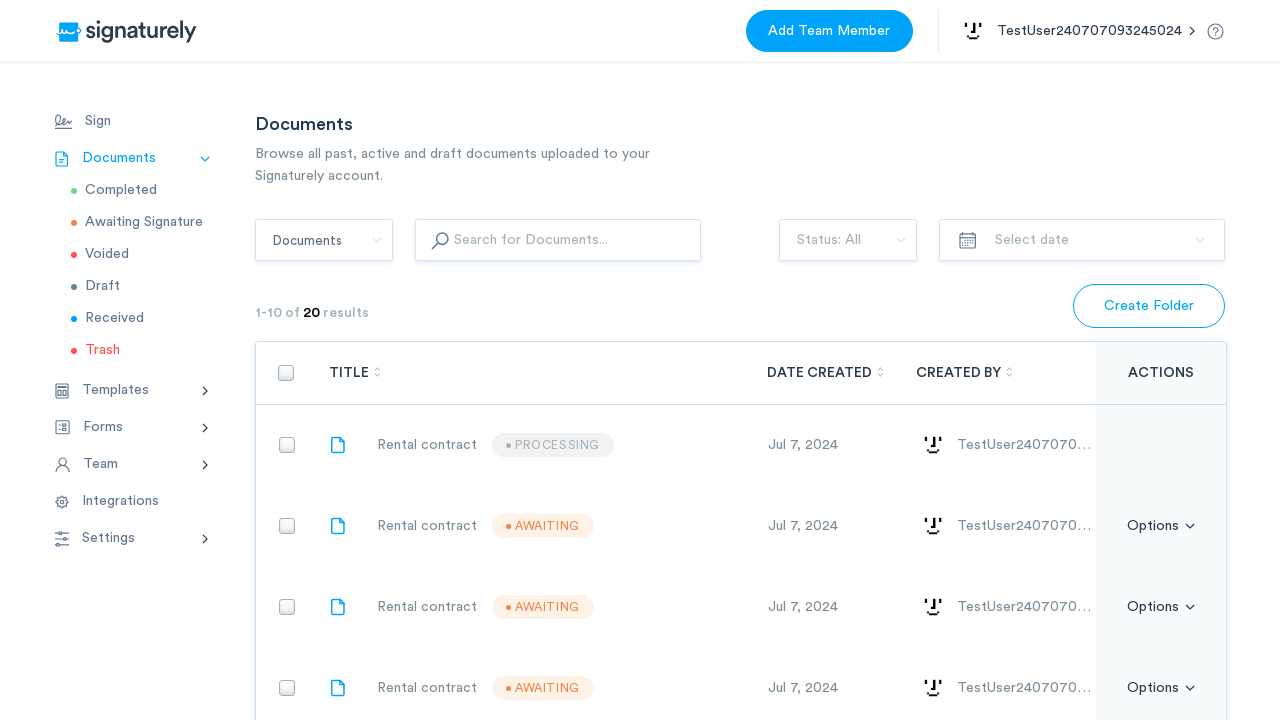 signaturely
Add Team Member
TestUser240707093245024
Sign
Documents
Completed
Awaiting Signature
Voided
Draft
Received
Trash
Templates
Forms
Team
Integrations
Settings
Documents
Browse all past, active and draft documents uploaded to your
Signaturely account.
Documents
Search for Documents...
Status: All
Select date
1-10 of 20 results
Create Folder
TITLE DATE CREATED CREATED BY ACTIONS
Rental contract PROCESSING Jul 7, 2024 TestUser2407070...
Rental contract AWAITING Jul 7, 2024 TestUser2407070... Options
Rental contract AWAITING Jul 7, 2024 TestUser2407070... Options
Rental contract AWAITING Jul 7, 2024 TestUser2407070... Options